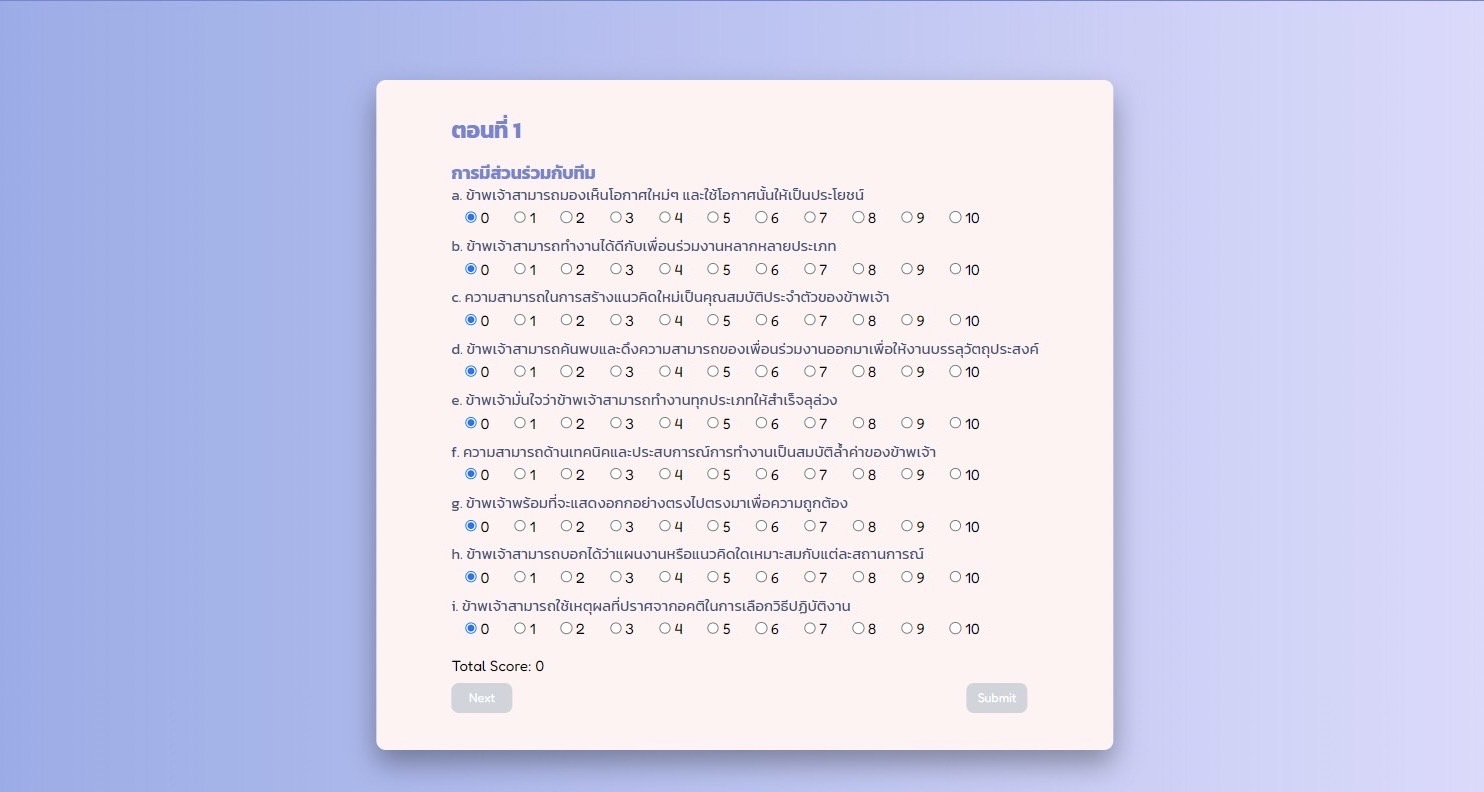 ตอนที่ 1
การมีส่วนร่วมกับทีม
a. ข้าพเจ้าสามารถมองเห็นโอกาศใหม่ๆ และใช้โอกาศนั้นให้เป็นประโยชน์
0 1 2 3 4 5 6 7 8 9 10
b. ข้าพเจ้าสามารถทำงานได้ดีกับเพื่อนร่วมงานหลากหลายประเภท
0 1 2 3 4 5 6 7 8 9 10
c. ความสามารถในการสร้างแนวคิดใหม่เป็นคุณสมบัติประจำตัวของข้าพเจ้า
0 1 2 3 4 5 6 7 8 9 10
d. ข้าพเจ้าสามารถค้นพบและดึงความสามารถของเพื่อนร่วมงานออกมาเพื่อให้งานบรรลุวัตถุประสงค์
0 1 2 3 4 5 6 7 8 9 10
e. ข้าพเจ้ามั่นใจว่าข้าพเจ้าสามารถทำงานทุกประเภทให้สำเร็จลุล่วง
0 1 2 3 4 5 6 7 8 9 10
f. ความสามารถด้านเทคนิคและประสบการณ์การทำงานเป็นสมบัติล้ำค่าของข้าพเจ้า
0 1 2 3 4 5 6 7 8 9 10
g. ข้าพเจ้าพร้อมที่จะแสดงอกกอย่างตรงไปตรงมาเพื่อความถูกต้อง
0 1 2 3 4 5 6 7 8 9 10
h. ข้าพเจ้าสามารถบอกได้ว่าแผนงานหรือแนวคิดใดเหมาะสมกับแต่ละสถานการณ์
0 1 2 3 4 5 6 7 8 9 10
i. ข้าพเจ้าสามารถใช้เหตุผลที่ปราศจากอคติในการเลือกวิธีปฏิบัติงาน
0 1 2 3 4 5 6 7 8 9 10
Total Score: 0
Next Submit